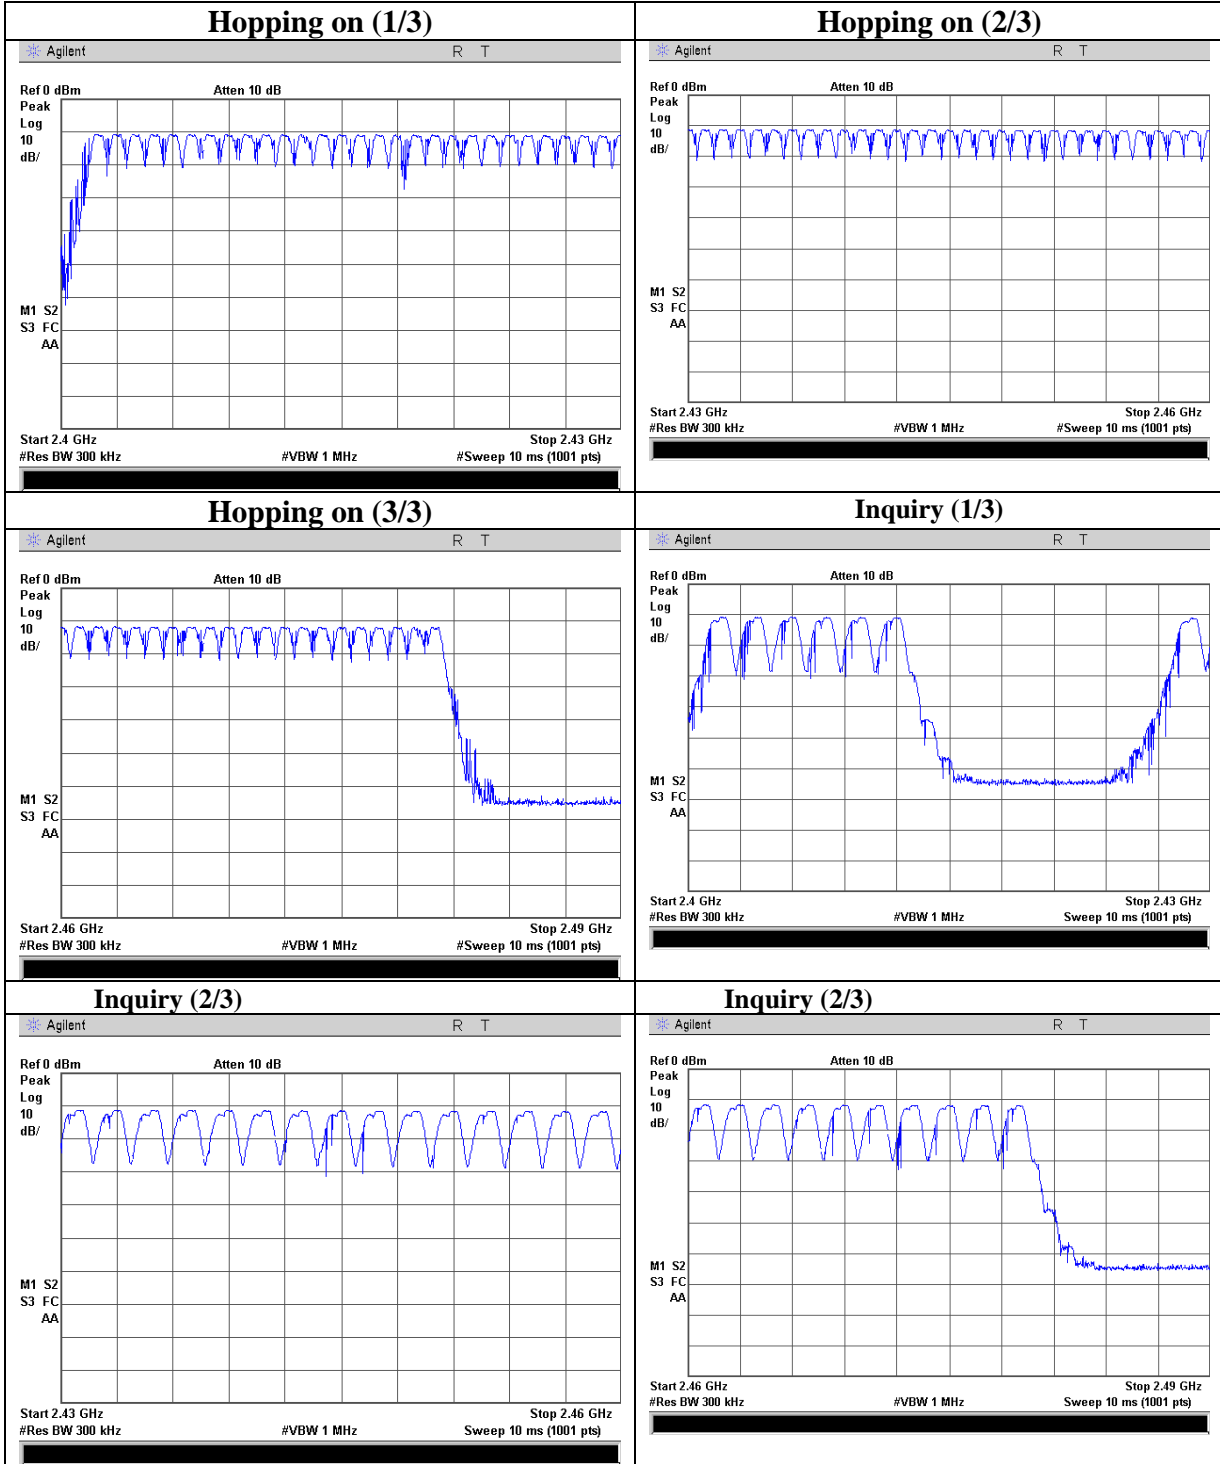 Hopping on (1/3)
Agilent R T
Ref 0 dBm Atten 10 dB
Peak
Log
10
dB/
M1 S2
S3 FC
AA
Start 2.4 GHz Stop 2.43 GHz
#Res BW 300 kHz #VBW 1 MHz #Sweep 10 ms (1001 pts)
Hopping on (2/3)
Agilent R T
Ref 0 dBm Atten 10 dB
Peak
Log
10
dB/
M1 S2
S3 FC
AA
Start 2.43 GHz Stop 2.46 GHz
#Res BW 300 kHz #VBW 1 MHz #Sweep 10 ms (1001 pts)
Hopping on (3/3)
Agilent R T
Ref 0 dBm Atten 10 dB
Peak
Log
10
dB/
M1 S2
S3 FC
AA
Start 2.46 GHz Stop 2.49 GHz
#Res BW 300 kHz #VBW 1 MHz #Sweep 10 ms (1001 pts)
Inquiry (1/3)
Agilent R T
Ref 0 dBm Atten 10 dB
Peak
Log
10
dB/
M1 S2
S3 FC
AA
Start 2.4 GHz Stop 2.43 GHz
#Res BW 300 kHz #VBW 1 MHz Sweep 10 ms (1001 pts)
Inquiry (2/3)
Agilent R T
Ref 0 dBm Atten 10 dB
Peak
Log
10
dB/
M1 S2
S3 FC
AA
Start 2.43 GHz Stop 2.46 GHz
#Res BW 300 kHz #VBW 1 MHz Sweep 10 ms (1001 pts)
Inquiry (2/3)
Agilent R T
Ref 0 dBm Atten 10 dB
Peak
Log
10
dB/
M1 S2
S3 FC
AA
Start 2.46 GHz Stop 2.49 GHz
#Res BW 300 kHz #VBW 1 MHz Sweep 10 ms (1001 pts)